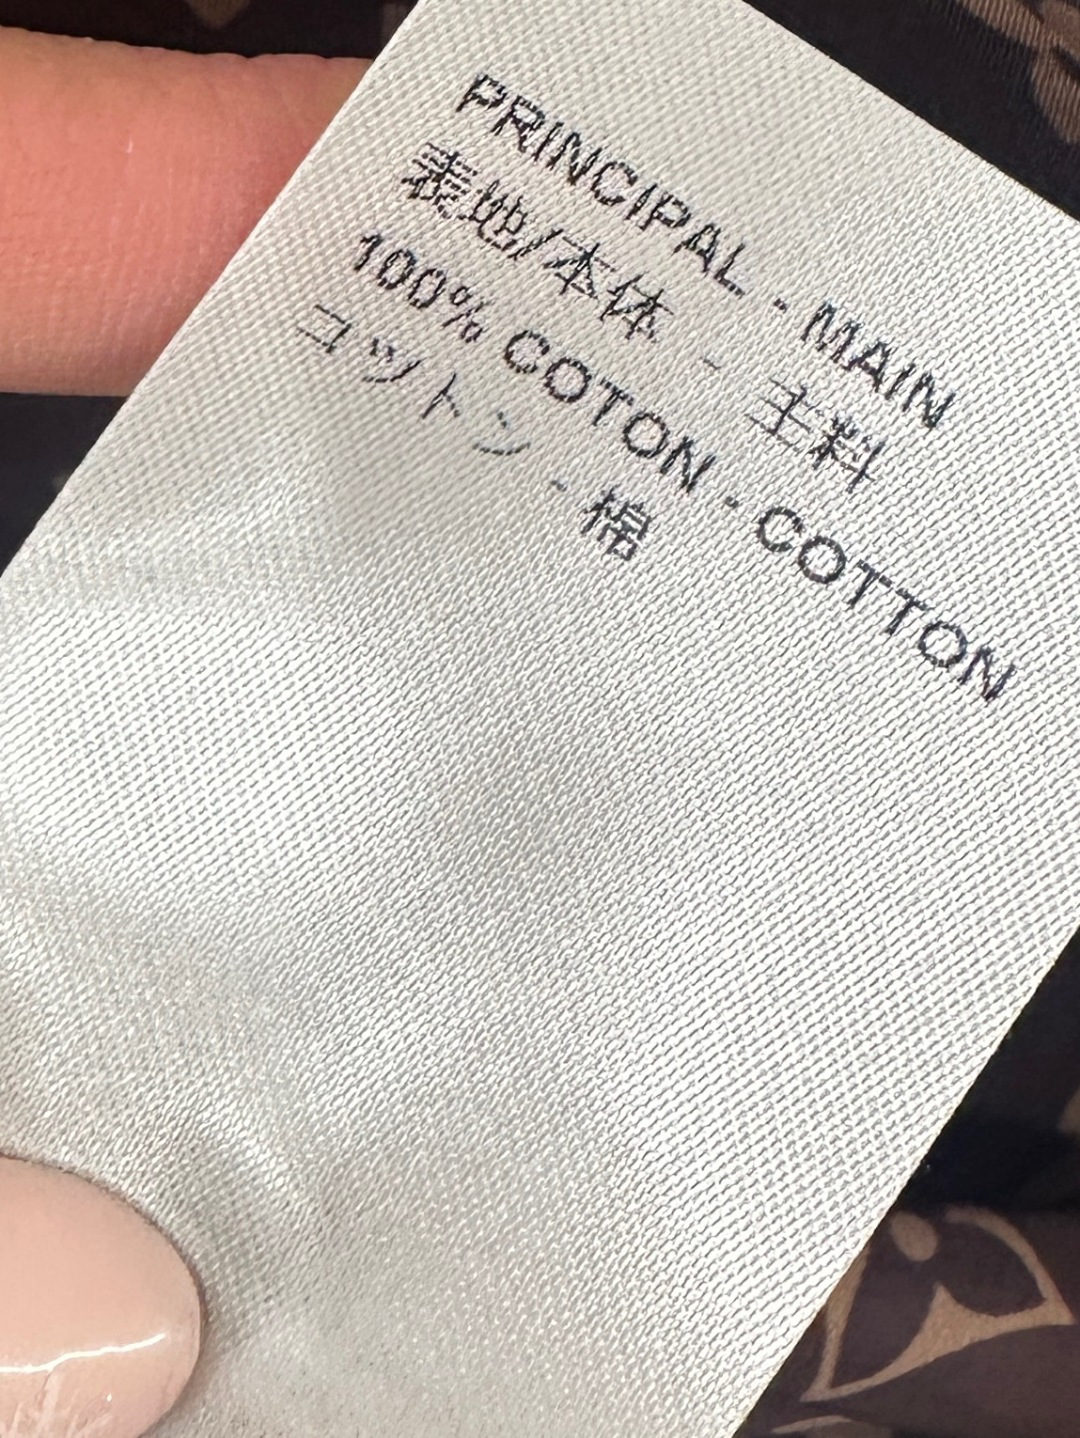 PRINCIPAL - MAIN
表地/本体 - 主料
100% COTON - COTTON
コットン - 棉